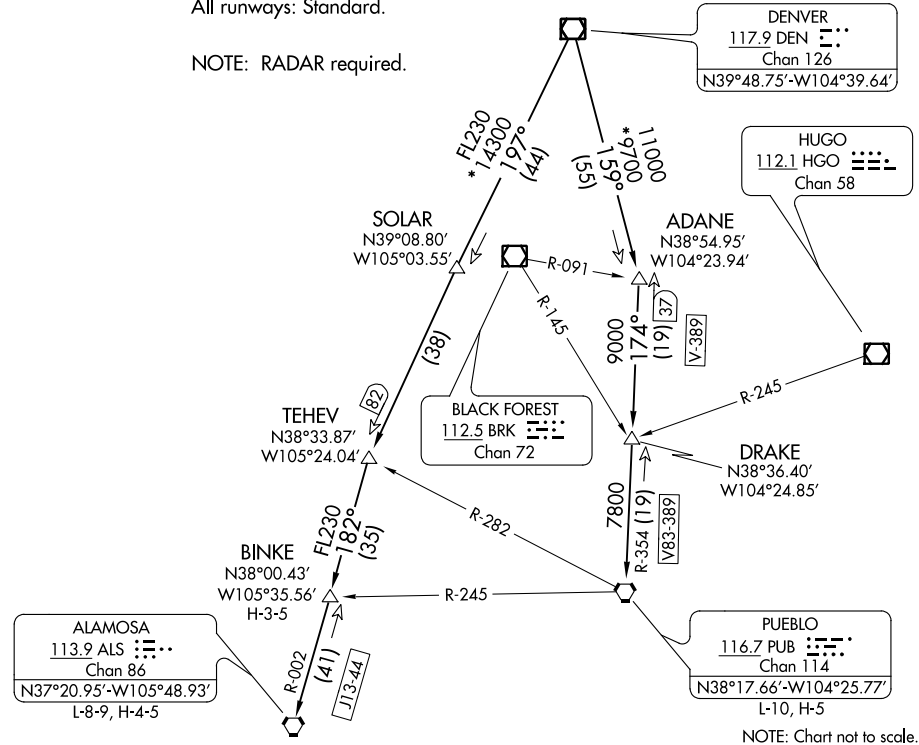 All runways: Standard.
NOTE: RADAR required.
DENVER
117.9 DEN
Chan 126
N39°48.75′-W104°39.64′
HUGO
112.1 HGO
Chan 58
FL230
*14300
197°
(44)
11000
*9700
159°
(55)
SOLAR
N39°08.80′
W105°03.55′
ADANE
N38°54.95′
W104°23.94′
R-091
R-145
37
9000
174°
(19)
V-389
(38)
R-245
82
BLACK FOREST
112.5 BRK
Chan 72
TEHEV
N38°33.87′
W105°24.04′
DRAKE
N38°36.40′
W104°24.85′
R-282
7800
R-354 (19)
V83-389
FL230
182°
(35)
BINKE
N38°00.43′
W105°35.56′
H-3-5
R-245
ALAMOSA
113.9 ALS
Chan 86
N37°20.95′-W105°48.93′
L-8-9, H-4-5
R-002
(41)
J13-44
PUEBLO
116.7 PUB
Chan 114
N38°17.66′-W104°25.77′
L-10, H-5
NOTE: Chart not to scale.